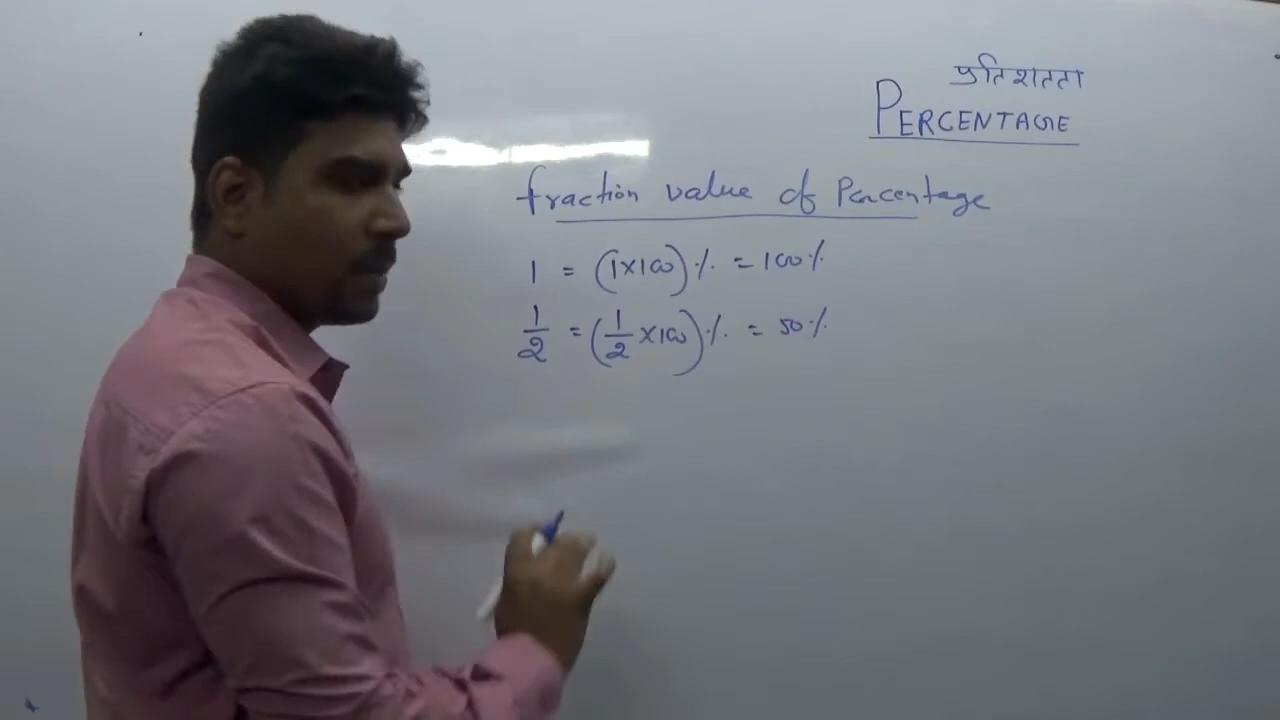 प्रतिशतता
PERCENTAGE
fraction value of Percentage
1 = (1×100)% = 100%
1/2 = (1/2 ×100)% = 50%